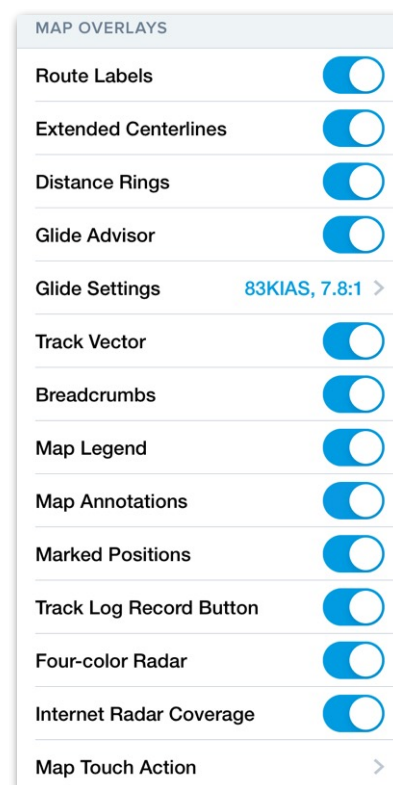 MAP OVERLAYS
Route Labels
Extended Centerlines
Distance Rings
Glide Advisor
Glide Settings 83KIAS, 7.8:1 >
Track Vector
Breadcrumbs
Map Legend
Map Annotations
Marked Positions
Track Log Record Button
Four-color Radar
Internet Radar Coverage
Map Touch Action >